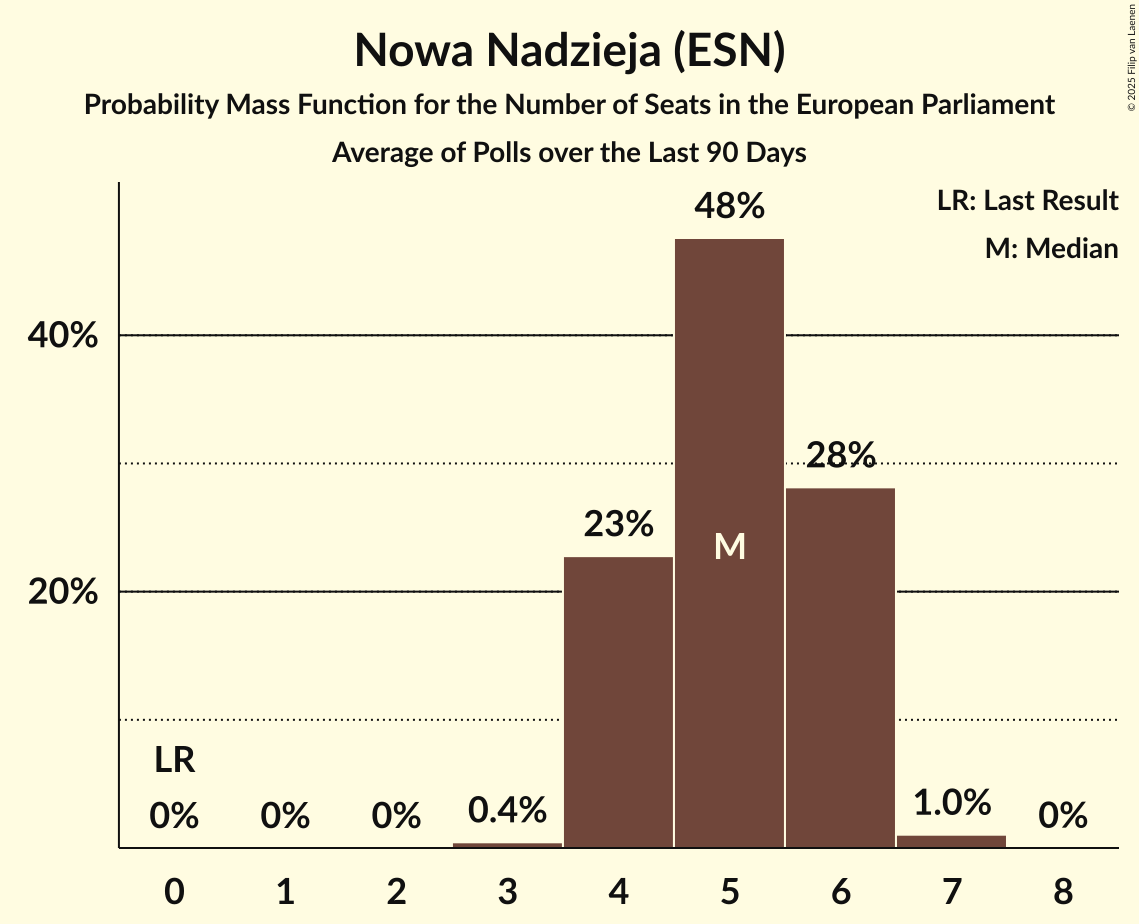 Nowa Nadzieja (ESN)
Probability Mass Function for the Number of Seats in the European Parliament
Average of Polls over the Last 90 Days
© 2025 Filip van Laenen
LR: Last Result
M: Median
48%
40%
28%
23%
M
20%
LR
0% 0% 0% 0.4% 1.0% 0%
0 1 2 3 4 5 6 7 8